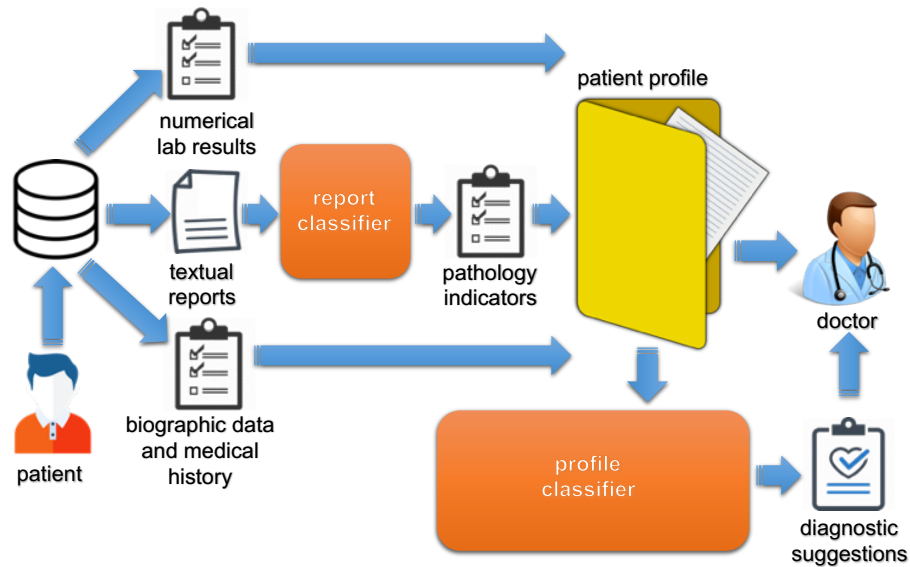 patient profile
numerical
lab results
report
classifier
textual
reports
pathology
indicators
doctor
biographic data
and medical
history
patient
profile
classifier
diagnostic
suggestions